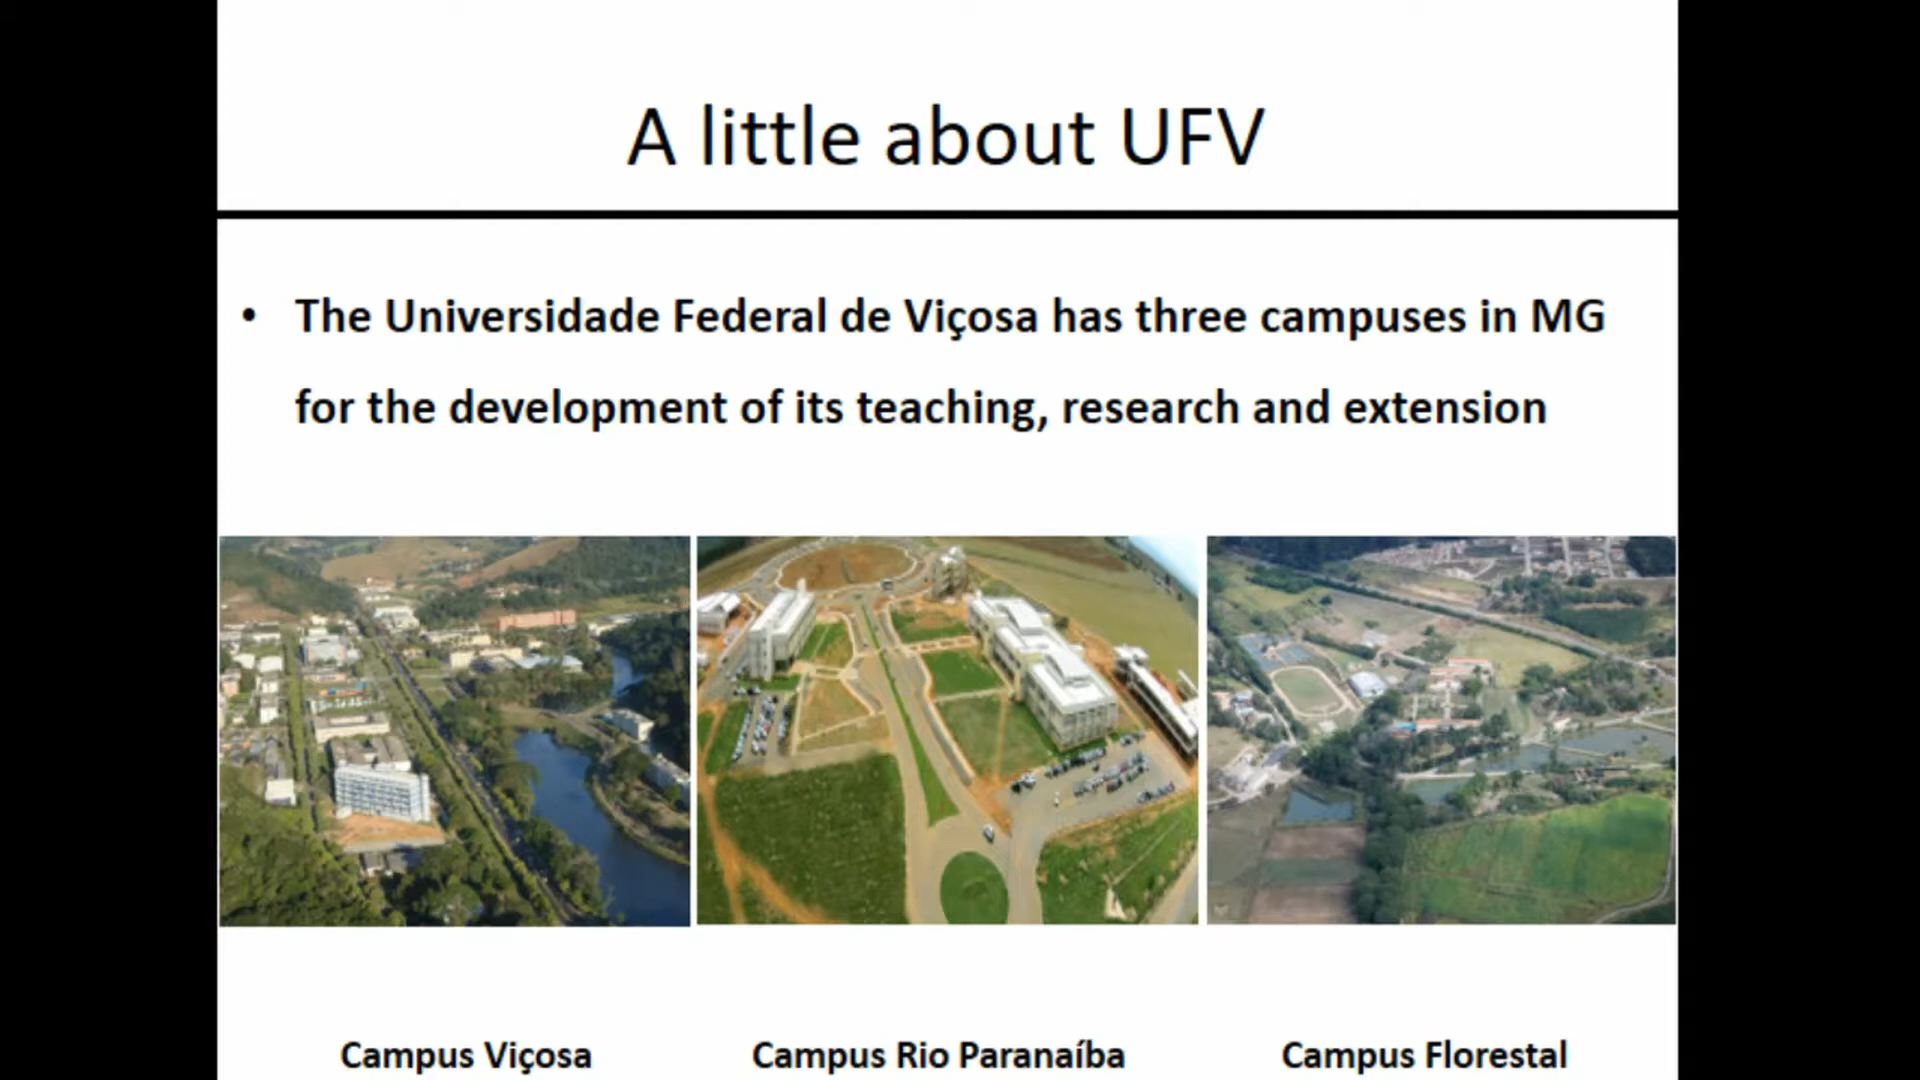 A little about UFV
• The Universidade Federal de Viçosa has three campuses in MG
for the development of its teaching, research and extension
Campus Viçosa
Campus Rio Paranaíba
Campus Florestal